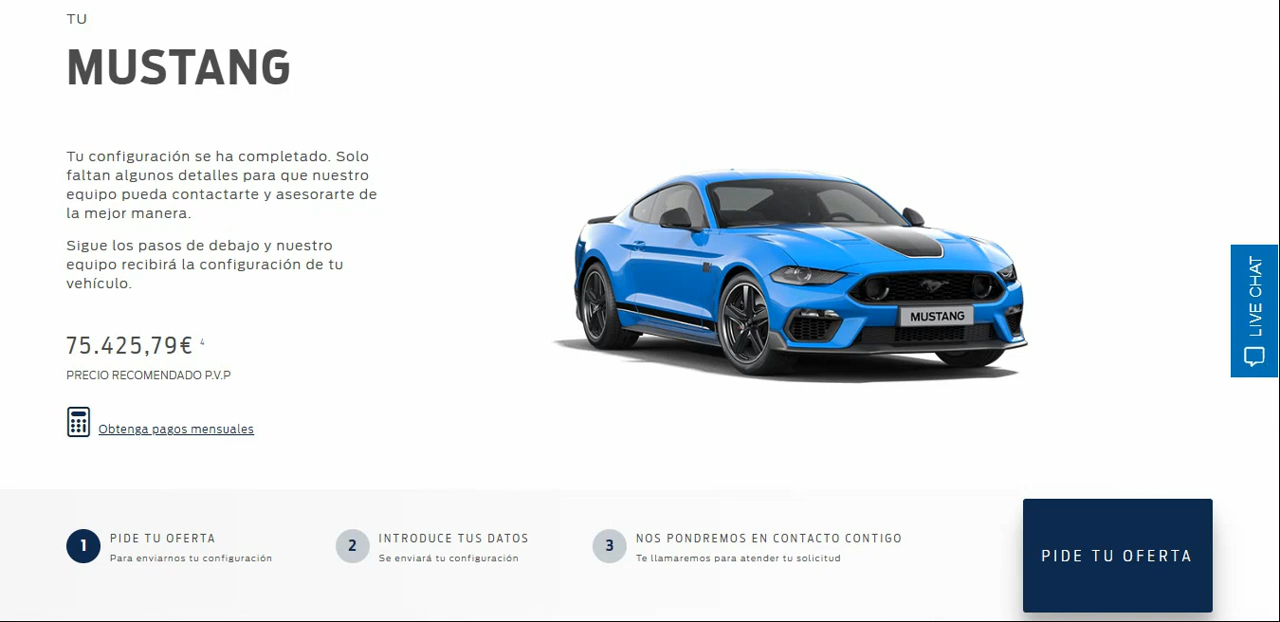 TU
MUSTANG
Tu configuración se ha completado. Solo
faltan algunos detalles para que nuestro
equipo pueda contactarte y asesorarte de
la mejor manera.
Sigue los pasos de debajo y nuestro
equipo recibirá la configuración de tu
vehículo.
75.425,79€ 4
PRECIO RECOMENDADO P.V.P
Obtenga pagos mensuales
MUSTANG
LIVE CHAT
1 PIDE TU OFERTA
Para enviarnos tu configuración
2 INTRODUCE TUS DATOS
Se enviará tu configuración
3 NOS PONDREMOS EN CONTACTO CONTIGO
Te llamaremos para atender tu solicitud
PIDE TU OFERTA